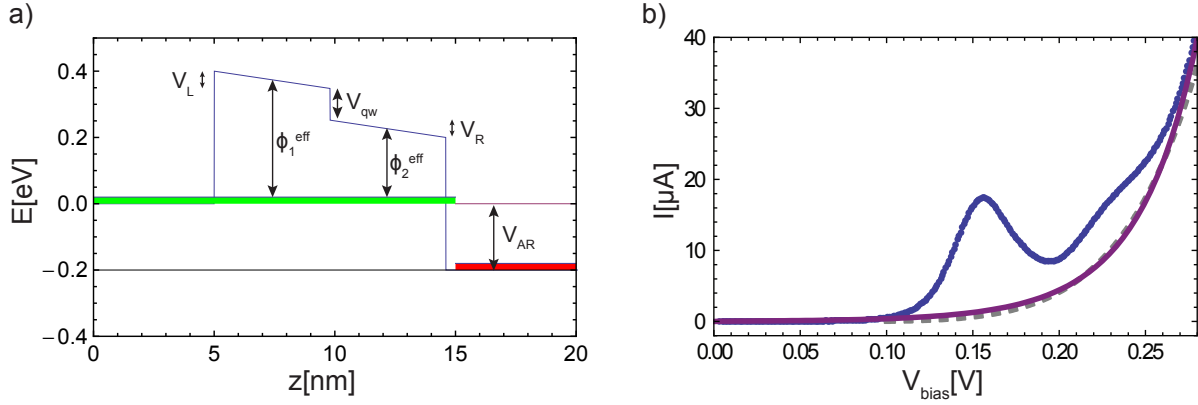 a)
E[eV]
0.4
0.2
0.0
−0.2
−0.4
V_L
V_qw
V_R
ϕ_1^eff
ϕ_2^eff
V_AR
0 5 10 15 20
z[nm]
b)
I[µA]
40
30
20
10
0
0.00 0.05 0.10 0.15 0.20 0.25
V_bias[V]